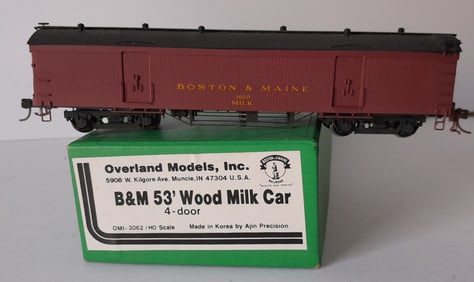 BOSTON & MAINE
MILK
Overland Models, Inc.
5908 W. Kilgore Ave. Muncie, IN 47304 U.S.A.
B&M 53' Wood Milk Car
4-door
OMI-3062 / HO Scale
Made in Korea by Ajin Precision